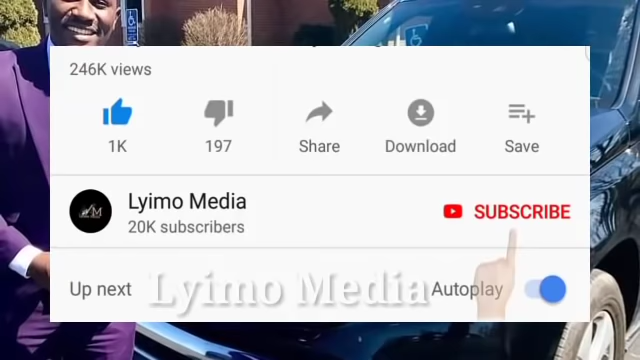 246K views
1K
197
Share
Download
Save
Lyimo Media
20K subscribers
SUBSCRIBE
Up next
Autoplay
Lyimo Media